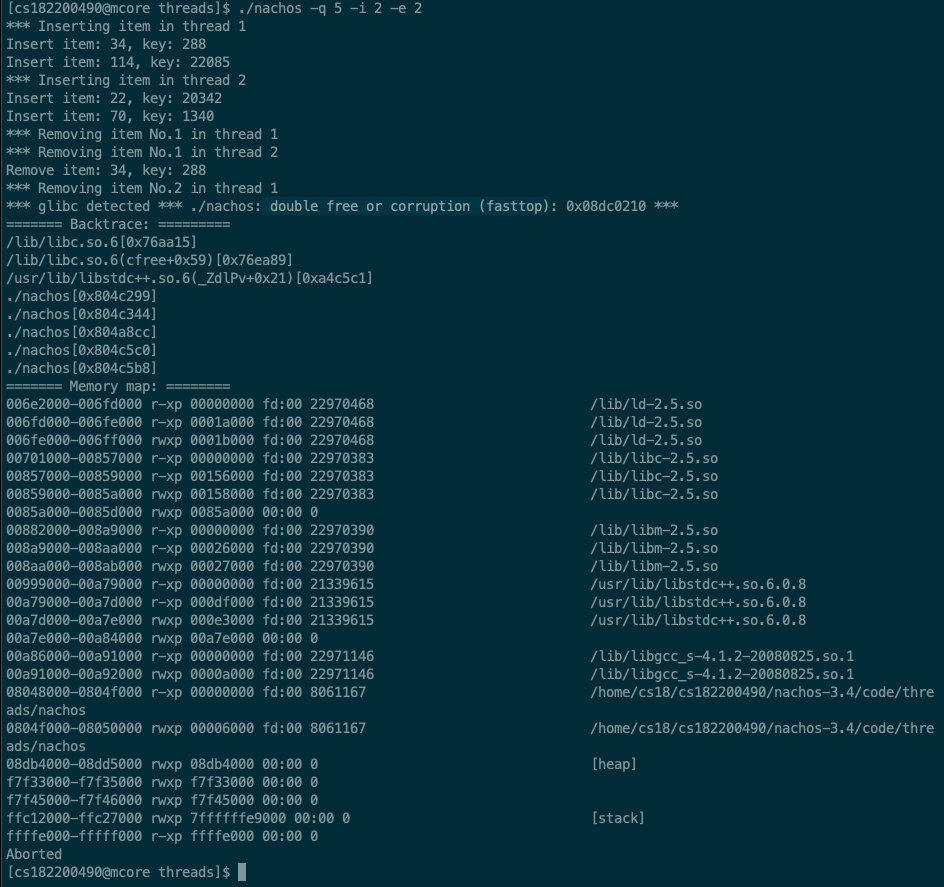 [cs182200490@mcore threads]$ ./nachos -q 5 -i 2 -e 2
*** Inserting item in thread 1
Insert item: 34, key: 288
Insert item: 114, key: 22085
*** Inserting item in thread 2
Insert item: 22, key: 20342
Insert item: 70, key: 1340
*** Removing item No.1 in thread 1
*** Removing item No.1 in thread 2
Remove item: 34, key: 288
*** Removing item No.2 in thread 1
*** glibc detected *** ./nachos: double free or corruption (fasttop): 0x08dc0210 ***
======= Backtrace: =========
/lib/libc.so.6[0x76aa15]
/lib/libc.so.6(cfree+0x59)[0x76ea89]
/usr/lib/libstdc++.so.6(_ZdlPv+0x21)[0xa4c5c1]
./nachos[0x804c299]
./nachos[0x804c344]
./nachos[0x804a8cc]
./nachos[0x804c5c0]
./nachos[0x804c5b8]
======= Memory map: ========
006e2000-006fd000 r-xp 00000000 fd:00 22970468 /lib/ld-2.5.so
006fd000-006fe000 r-xp 0001a000 fd:00 22970468 /lib/ld-2.5.so
006fe000-006ff000 rwxp 0001b000 fd:00 22970468 /lib/ld-2.5.so
00701000-00857000 r-xp 00000000 fd:00 22970383 /lib/libc-2.5.so
00857000-00859000 r-xp 00156000 fd:00 22970383 /lib/libc-2.5.so
00859000-0085a000 rwxp 00158000 fd:00 22970383 /lib/libc-2.5.so
0085a000-0085d000 rwxp 0085a000 00:00 0
00882000-008a9000 r-xp 00000000 fd:00 22970390 /lib/libm-2.5.so
008a9000-008aa000 r-xp 00026000 fd:00 22970390 /lib/libm-2.5.so
008aa000-008ab000 rwxp 00027000 fd:00 22970390 /lib/libm-2.5.so
00999000-00a79000 r-xp 00000000 fd:00 21339615 /usr/lib/libstdc++.so.6.0.8
00a79000-00a7d000 r-xp 000df000 fd:00 21339615 /usr/lib/libstdc++.so.6.0.8
00a7d000-00a7e000 rwxp 000e3000 fd:00 21339615 /usr/lib/libstdc++.so.6.0.8
00a7e000-00a84000 rwxp 00a7e000 00:00 0
00a86000-00a91000 r-xp 00000000 fd:00 22971146 /lib/libgcc_s-4.1.2-20080825.so.1
00a91000-00a92000 rwxp 0000a000 fd:00 22971146 /lib/libgcc_s-4.1.2-20080825.so.1
08048000-0804f000 r-xp 00000000 fd:00 8061167 /home/cs18/cs182200490/nachos-3.4/code/thre
ads/nachos
0804f000-08050000 rwxp 00006000 fd:00 8061167 /home/cs18/cs182200490/nachos-3.4/code/thre
ads/nachos
08db4000-08dd5000 rwxp 08db4000 00:00 0 [heap]
f7f33000-f7f35000 rwxp f7f33000 00:00 0
f7f45000-f7f46000 rwxp f7f45000 00:00 0
ffc12000-ffc27000 rwxp 7ffffffe9000 00:00 0 [stack]
ffffe000-fffff000 r-xp ffffe000 00:00 0
Aborted
[cs182200490@mcore threads]$